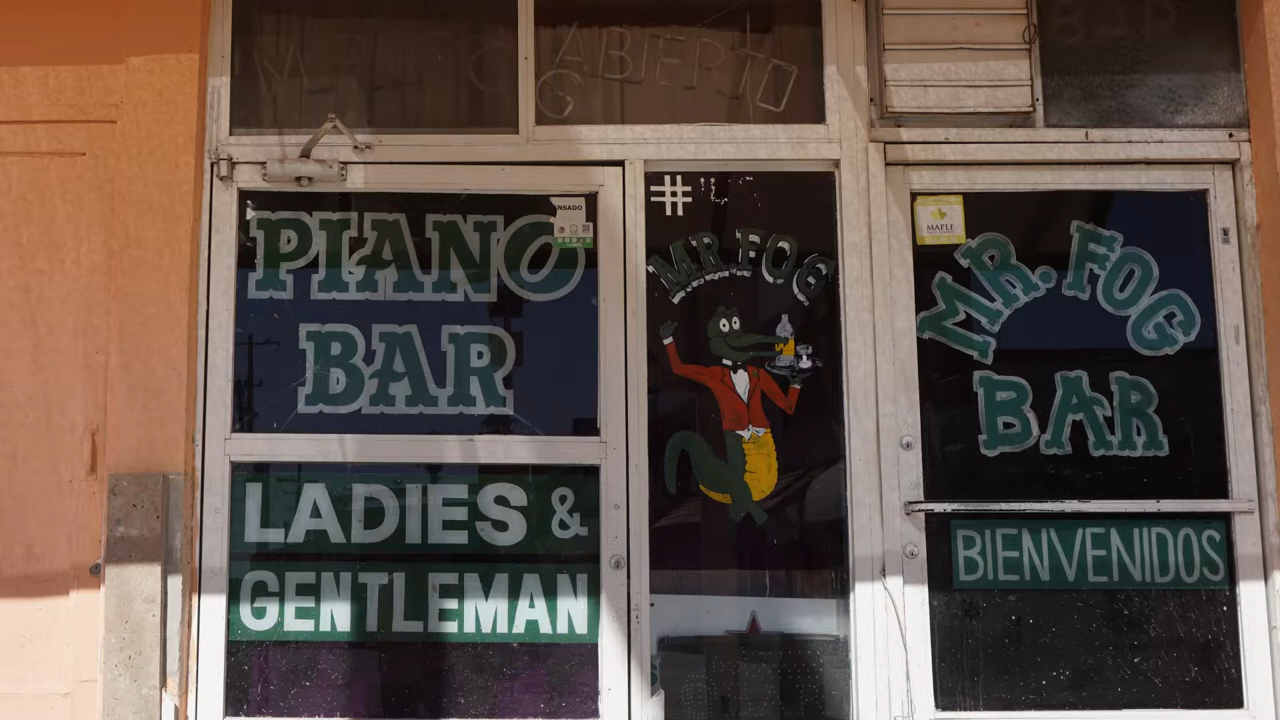 ABIERTO
PIANO
BAR
LADIES &
GENTLEMAN
#
MR. FOG
MR. FOG
BAR
BIENVENIDOS
MAPLE